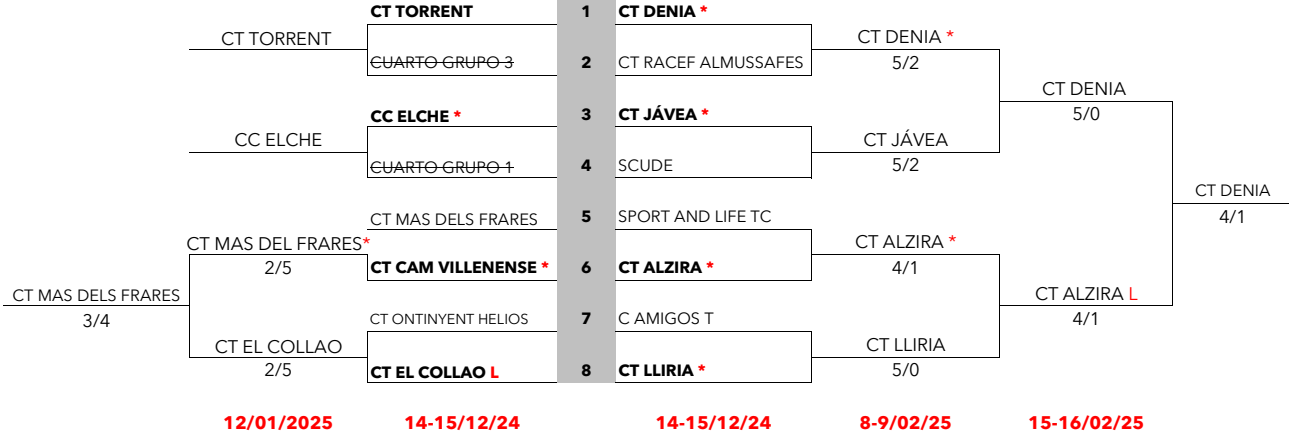 CT TORRENT 1 CT DENIA *
CT TORRENT CT DENIA *
CUARTO GRUPO 3 2 CT RACEF ALMUSSAFES 5/2
CT DENIA
CC ELCHE * 3 CT JÁVEA * 5/0
CC ELCHE CT JÁVEA
CUARTO GRUPO 1 4 SCUDE 5/2
CT DENIA
CT MAS DELS FRARES 5 SPORT AND LIFE TC 4/1
CT MAS DEL FRARES* CT ALZIRA *
2/5 CT CAM VILLENENSE * 6 CT ALZIRA * 4/1
CT MAS DELS FRARES CT ALZIRA L
3/4 CT ONTINYENT HELIOS 7 C AMIGOS T 4/1
CT EL COLLAO CT LLIRIA
2/5 CT EL COLLAO L 8 CT LLIRIA * 5/0
12/01/2025 14-15/12/24 14-15/12/24 8-9/02/25 15-16/02/25